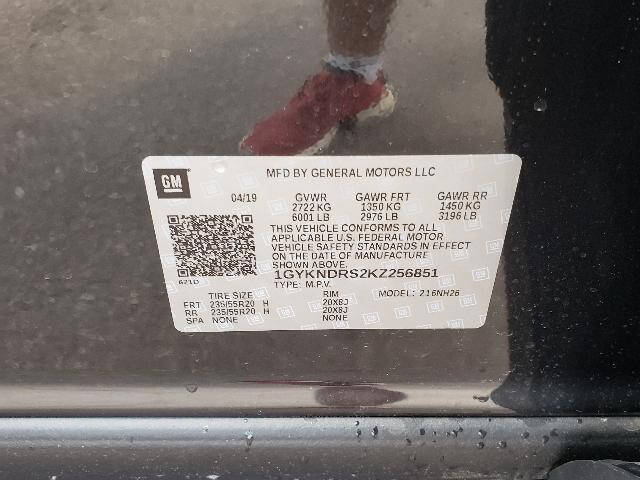 GM
MFD BY GENERAL MOTORS LLC
04/19 GVWR GAWR FRT GAWR RR
2722 KG 1350 KG 1450 KG
6001 LB 2976 LB 3196 LB
THIS VEHICLE CONFORMS TO ALL
APPLICABLE U.S. FEDERAL MOTOR
VEHICLE SAFETY STANDARDS IN EFFECT
ON THE DATE OF MANUFACTURE
SHOWN ABOVE.
1GYKNDRS2KZ256851
621D TYPE: M.P.V.
TIRE SIZE RIM MODEL: 216NH26
FRT 235/55R20 H 20X8J
RR 235/55R20 H 20X8J
SPA NONE NONE